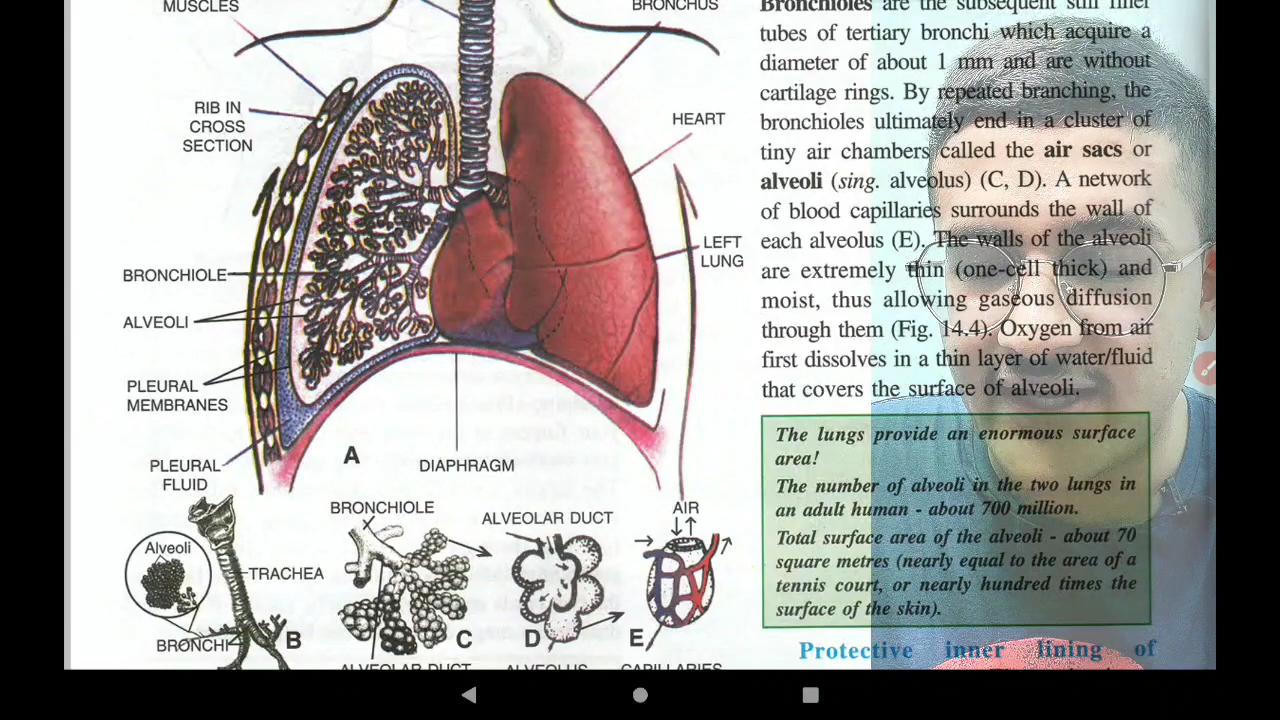 MUSCLES
BRONCHUS
RIB IN
CROSS
SECTION
HEART
LEFT
LUNG
BRONCHIOLE
ALVEOLI
PLEURAL
MEMBRANES
A
PLEURAL
FLUID
DIAPHRAGM
BRONCHIOLE
ALVEOLAR DUCT
AIR
Alveoli
TRACHEA
BRONCHI
B
C
D
E
ALVEOLAR DUCT
ALVEOLUS
CAPILLARIES
Bronchioles are the subsequent still finer
tubes of tertiary bronchi which acquire a
diameter of about 1 mm and are without
cartilage rings. By repeated branching, the
bronchioles ultimately end in a cluster of
tiny air chambers called the air sacs or
alveoli (sing. alveolus) (C, D). A network
of blood capillaries surrounds the wall of
each alveolus (E). The walls of the alveoli
are extremely thin (one-cell thick) and
moist, thus allowing gaseous diffusion
through them (Fig. 14.4). Oxygen from air
first dissolves in a thin layer of water/fluid
that covers the surface of alveoli.
The lungs provide an enormous surface
area!
The number of alveoli in the two lungs in
an adult human - about 700 million.
Total surface area of the alveoli - about 70
square metres (nearly equal to the area of a
tennis court, or nearly hundred times the
surface of the skin).
Protective inner lining of